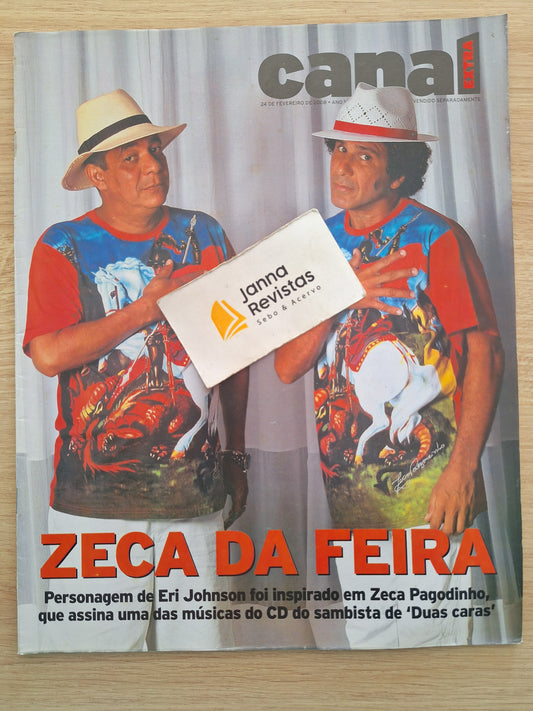 canal
EXTRA
24 DE FEVEREIRO DE 2008 • ANO
VENDIDO SEPARADAMENTE
Janna
Revistas
Sebo & Acervo
ZECA DA FEIRA
Personagem de Eri Johnson foi inspirado em Zeca Pagodinho,
que assina uma das músicas do CD do sambista de 'Duas caras'